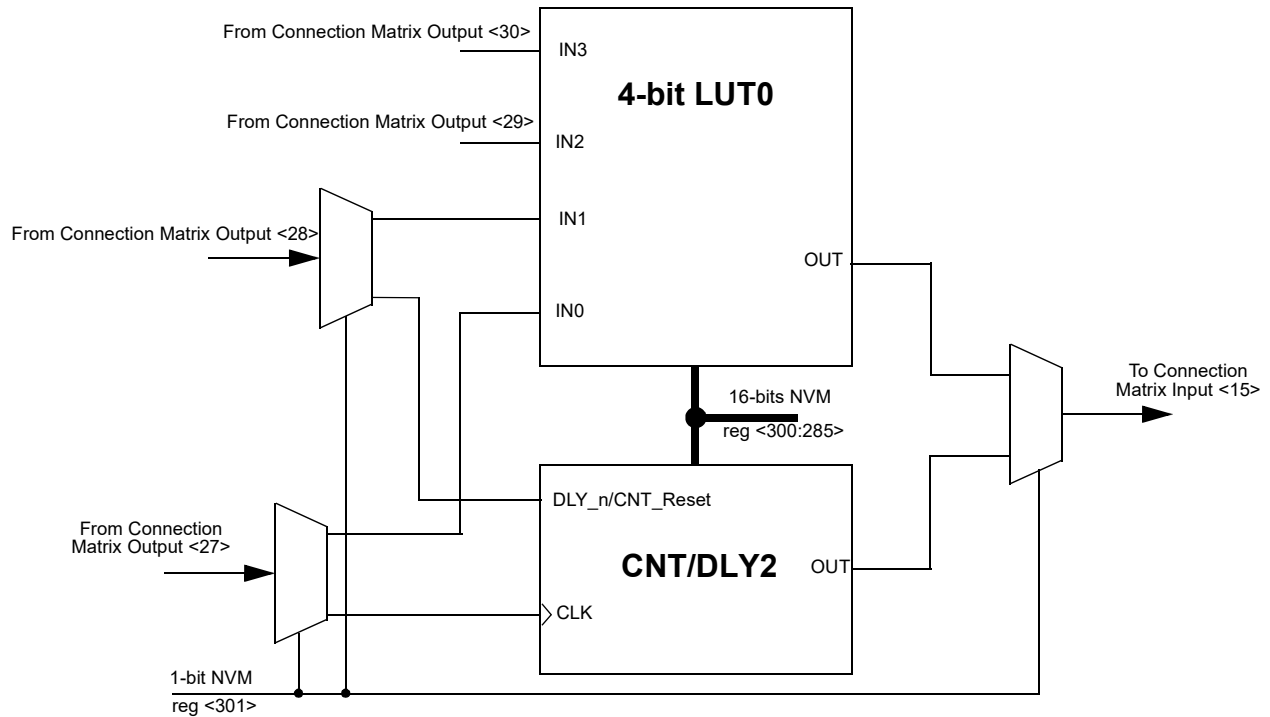 From Connection Matrix Output <30>
IN3
4-bit LUT0
From Connection Matrix Output <29>
IN2
IN1
From Connection Matrix Output <28>
OUT
IN0
To Connection
Matrix Input <15>
16-bits NVM
reg <300:285>
DLY_n/CNT_Reset
From Connection
Matrix Output <27>
CNT/DLY2
OUT
CLK
1-bit NVM
reg <301>